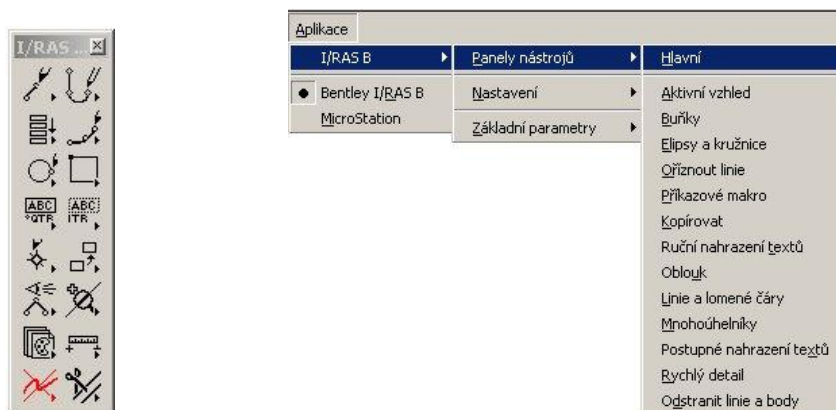 I/RAS ...
ABC
*QTR
ABC
ITR
Aplikace
I/RAS B
Bentley I/RAS B
MicroStation
Panely nástrojů
Nastavení
Základní parametry
Hlavní
Aktivní vzhled
Buňky
Elipsy a kružnice
Oříznout linie
Příkazové makro
Kopírovat
Ruční nahrazení textů
Oblouk
Linie a lomené čáry
Mnohoúhelníky
Postupné nahrazení textů
Rychlý detail
Odstranit linie a body